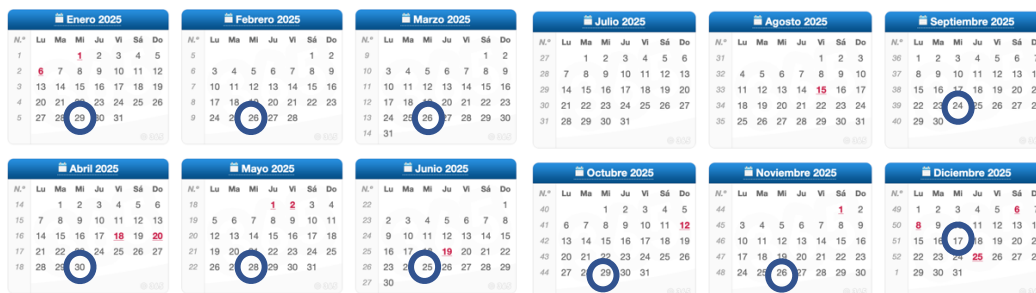 Enero 2025
N.º Lu Ma Mi Ju Vi Sá Do
1 1 2 3 4 5
2 6 7 8 9 10 11 12
3 13 14 15 16 17 18 19
4 20 21 22 23 24 25 26
5 27 28 29 30 31
Febrero 2025
N.º Lu Ma Mi Ju Vi Sá Do
5 1 2
6 3 4 5 6 7 8 9
7 10 11 12 13 14 15 16
8 17 18 19 20 21 22 23
9 24 25 26 27 28
Marzo 2025
N.º Lu Ma Mi Ju Vi Sá Do
9 1 2
10 3 4 5 6 7 8 9
11 10 11 12 13 14 15 16
12 17 18 19 20 21 22 23
13 24 25 26 27 28 29 30
14 31
Julio 2025
N.º Lu Ma Mi Ju Vi Sá Do
27 1 2 3 4 5 6
28 7 8 9 10 11 12 13
29 14 15 16 17 18 19 20
30 21 22 23 24 25 26 27
31 28 29 30 31
Agosto 2025
N.º Lu Ma Mi Ju Vi Sá Do
31 1 2 3
32 4 5 6 7 8 9 10
33 11 12 13 14 15 16 17
34 18 19 20 21 22 23 24
35 25 26 27 28 29 30 31
Septiembre 2025
N.º Lu Ma Mi Ju Vi Sá
36 1 2 3 4 5 6
37 8 9 10 11 12 13
38 15 16 17 18 19 20
39 22 23 24 25 26 27
40 29 30
Abril 2025
N.º Lu Ma Mi Ju Vi Sá Do
14 1 2 3 4 5 6
15 7 8 9 10 11 12 13
16 14 15 16 17 18 19 20
17 21 22 23 24 25 26 27
18 28 29 30
Mayo 2025
N.º Lu Ma Mi Ju Vi Sá Do
18 1 2 3 4
19 5 6 7 8 9 10 11
20 12 13 14 15 16 17 18
21 19 20 21 22 23 24 25
22 26 27 28 29 30 31
Junio 2025
N.º Lu Ma Mi Ju Vi Sá Do
22 1
23 2 3 4 5 6 7 8
24 9 10 11 12 13 14 15
25 16 17 18 19 20 21 22
26 23 24 25 26 27 28 29
27 30
Octubre 2025
N.º Lu Ma Mi Ju Vi Sá Do
40 1 2 3 4 5
41 6 7 8 9 10 11 12
42 13 14 15 16 17 18 19
43 20 21 22 23 24 25 26
44 27 28 29 30 31
Noviembre 2025
N.º Lu Ma Mi Ju Vi Sá Do
44 1 2
45 3 4 5 6 7 8 9
46 10 11 12 13 14 15 16
47 17 18 19 20 21 22 23
48 24 25 26 27 28 29 30
Diciembre 2025
N.º Lu Ma Mi Ju Vi Sá
49 1 2 3 4 5 6
50 8 9 11 12 13
51 15 16 17 18 19 20
52 22 23 24 25 26 27
1 29 30 31